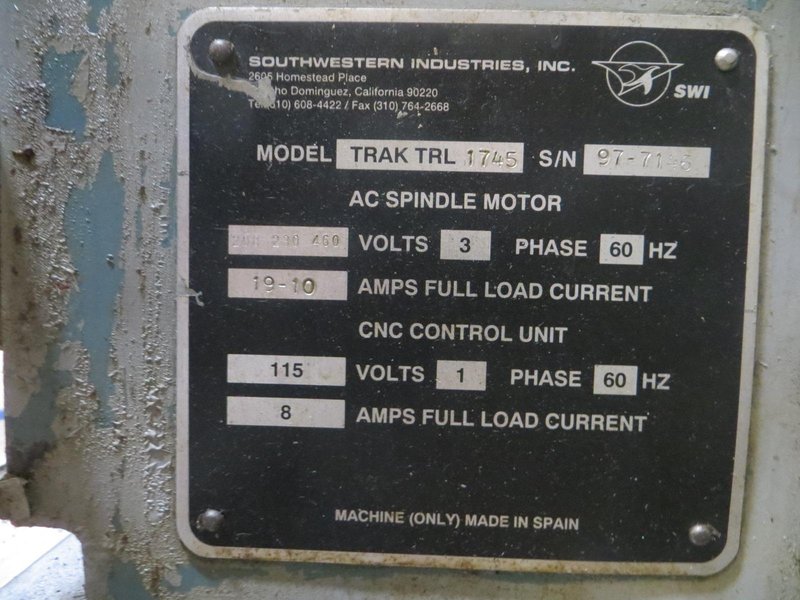 SOUTHWESTERN INDUSTRIES, INC.
2605 Homestead Place
Dominguez, California 90220
608-4422 / Fax (310) 764-2668
SWI
MODEL TRAK TRL 1745 S/N
AC SPINDLE MOTOR
460 VOLTS 3 PHASE 60 HZ
19-10 AMPS FULL LOAD CURRENT
CNC CONTROL UNIT
115 VOLTS 1 PHASE 60 HZ
8 AMPS FULL LOAD CURRENT
MACHINE (ONLY) MADE IN SPAIN